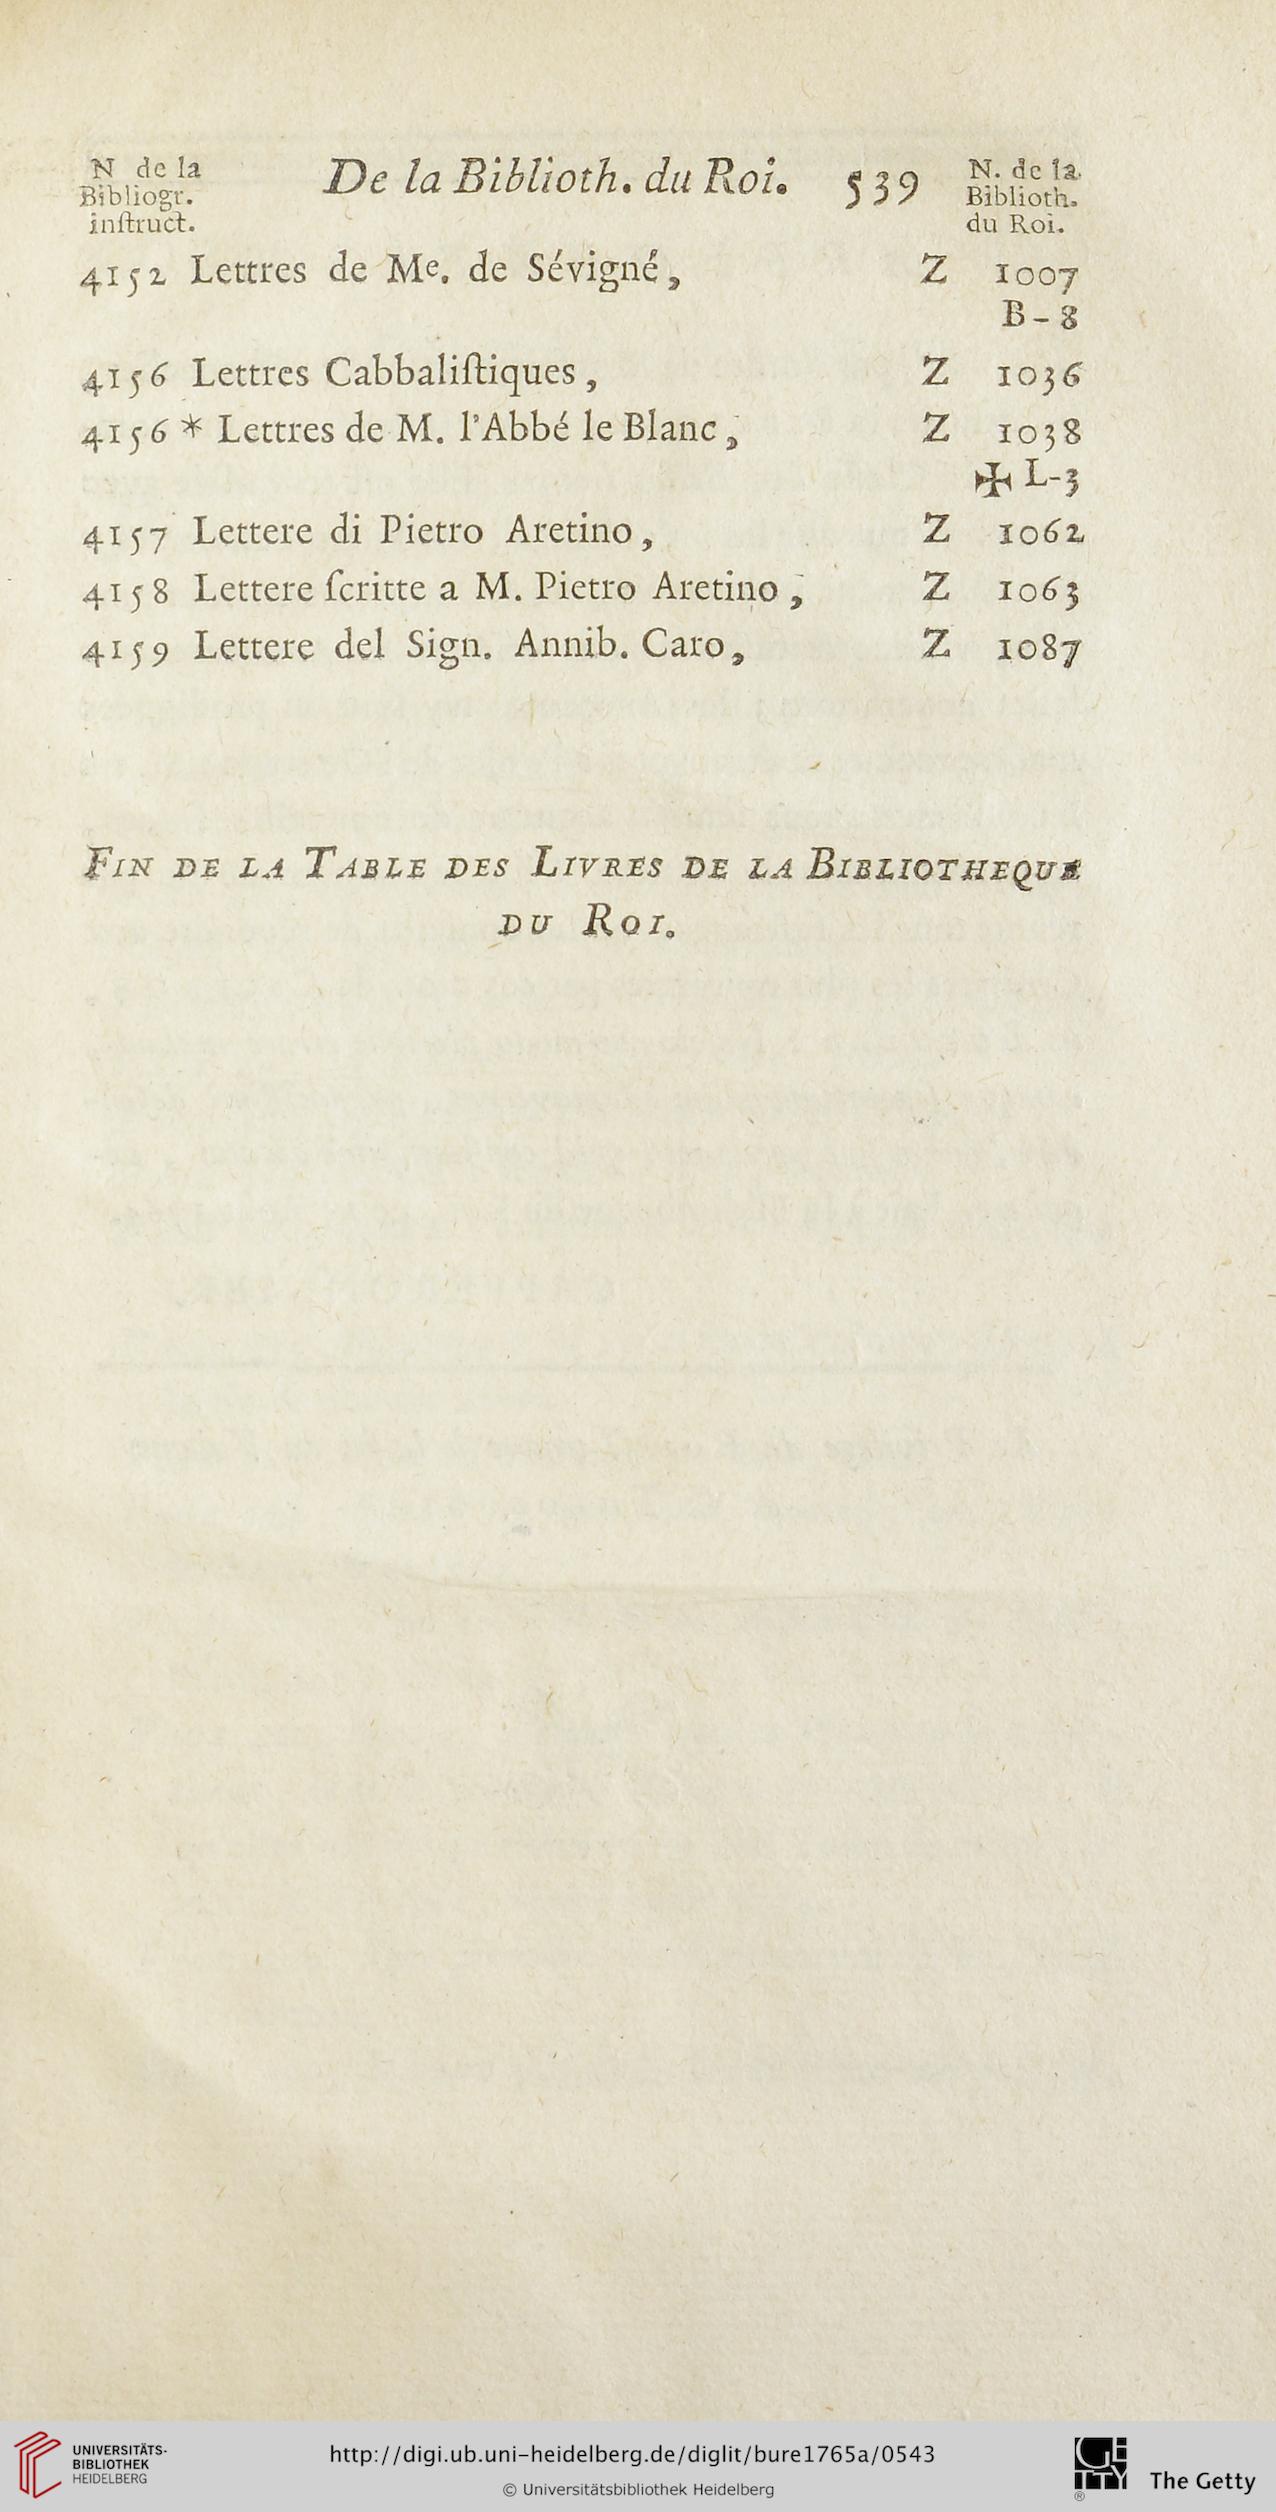 N de la
Bibliogr.
inſtruct.
De la Biblioth. du Roi. 539
N. de la
Biblioth.
du Roi.
4152 Lettres de Me. de Sévigné, Z 1007
B-8
4156 Lettres Cabbaliſtiques, Z 1036
4156 * Lettres de M. l'Abbé le Blanc, Z 1038
✠ L-3
4157 Lettere di Pietro Aretino, Z 1062
4158 Lettere ſcritte a M. Pietro Aretino, Z 1063
4159 Lettere del Sign. Annib. Caro, Z 1087
FIN DE LA TABLE DES LIVRES DE LA BIBLIOTHEQUE
DU ROI.
UNIVERSITÄTS-
BIBLIOTHEK
HEIDELBERG
http://digi.ub.uni-heidelberg.de/diglit/bure1765a/0543
© Universitätsbibliothek Heidelberg
GETTY
®
The Getty